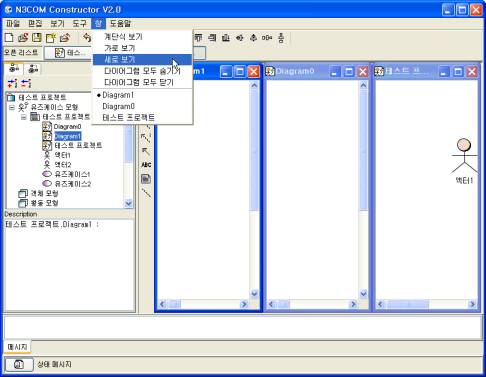 N3COM Constructor V2.0
파일 편집 보기 도구 창 도움말
오픈 리스트 테스...
계단식 보기
가로 보기
세로 보기
다이어그램 모두 숨기기
다이어그램 모두 닫기
Diagram1
Diagram0
테스트 프로젝트
m1
Diagram0
테스트 프...
테스트 프로젝트
유즈케이스 모형
테스트 프로젝트
Diagram0
Diagram1
테스트 프로젝트
액터1
액터2
유즈케이스1
유즈케이스2
객체 모형
활동 모형
ABC
액터1
Description
테스트 프로젝트.Diagram1 :
메시지
상태 메시지